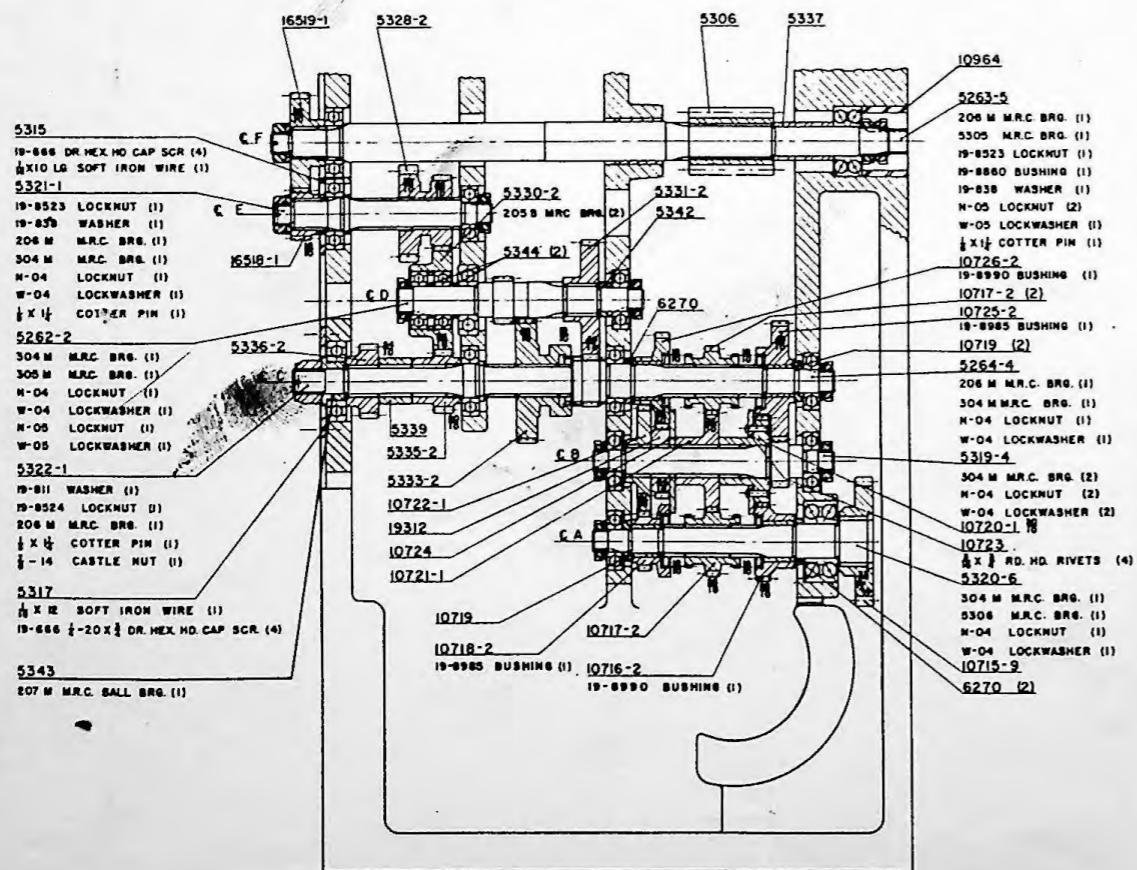 16519-1
5328-2
5306
5337
10964
5263-5
206 M M.R.C. BRG. (1)
5305 M.R.C. BRG. (1)
19-8523 LOCKNUT (1)
19-8860 BUSHING (1)
19-838 WASHER (1)
N-05 LOCKNUT (2)
W-05 LOCKWASHER (1)
1/8 X 1 1/4 COTTER PIN (1)
10726-2
19-8990 BUSHING (1)
10717-2 (2)
10725-2
19-8985 BUSHING (1)
10719 (2)
5264-4
206 M M.R.C. BRG. (1)
304 M M.R.C. BRG. (1)
N-04 LOCKNUT (1)
W-04 LOCKWASHER (1)
5319-4
304 M M.R.C. BRG. (2)
N-04 LOCKNUT (2)
W-04 LOCKWASHER (2)
10720-1
10723
RD. HD. RIVETS (4)
5320-6
304 M M.R.C. BRG. (1)
5306 M.R.C. BRG. (1)
N-04 LOCKNUT (1)
W-04 LOCKWASHER (1)
10715-9
6270 (2)
5315
19-666 DR. HEX. HD CAP SCR (4)
1/16 X 10 LG SOFT IRON WIRE (1)
5321-1
19-8523 LOCKNUT (1)
19-838 WASHER (1)
206 M M.R.C. BRG. (1)
304 M M.R.C. BRG. (1)
N-04 LOCKNUT (1)
W-04 LOCKWASHER (1)
1/8 X 1 1/4 COTTER PIN (1)
5262-2
304 M M.R.C. BRG. (1)
305 M M.R.C. BRG. (1)
N-04 LOCKNUT (1)
W-04 LOCKWASHER (1)
N-05 LOCKNUT (1)
W-05 LOCKWASHER (1)
5322-1
19-811 WASHER (1)
19-8524 LOCKNUT (1)
206 M M.R.C. BRG. (1)
1/8 X 1 1/4 COTTER PIN (1)
7/8-14 CASTLE NUT (1)
5317
1/16 X 12 SOFT IRON WIRE (1)
19-666 1/4-20 X 3/4 DR. HEX. HD. CAP SCR. (4)
5343
207 M M.R.C. BALL BRG. (1)
C F
C E
16518-1
5330-2
205 S MRC BRG. (2)
5331-2
5342
5344 (2)
C D
6270
5336-2
C
5339
5335-2
5333-2
C B
10722-1
19312
10724
10721-1
C A
10719
10718-2
19-8985 BUSHING (1)
10717-2
10716-2
19-8990 BUSHING (1)